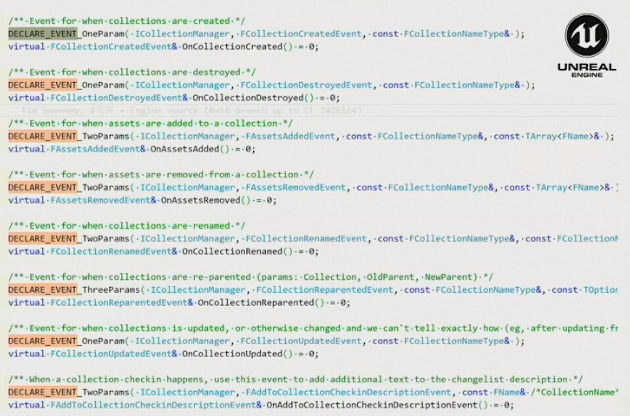 /** Event for when collections are created */
DECLARE_EVENT_OneParam( ICollectionManager, FCollectionCreatedEvent, const FCollectionNameType& );
virtual FCollectionCreatedEvent& OnCollectionCreated() = 0;
UNREAL
ENGINE
/** Event for when collections are destroyed */
DECLARE_EVENT_OneParam( ICollectionManager, FCollectionDestroyedEvent, const FCollectionNameType& );
virtual FCollectionDestroyedEvent& OnCollectionDestroyed() = 0;
/** Event for when assets are added to a collection */
DECLARE_EVENT_TwoParams( ICollectionManager, FAssetsAddedEvent, const FCollectionNameType&, const TArray<FName>& );
virtual FAssetsAddedEvent& OnAssetsAdded() = 0;
/** Event for when assets are removed from a collection */
DECLARE_EVENT_TwoParams( ICollectionManager, FAssetsRemovedEvent, const FCollectionNameType&, const TArray<FName>& )
virtual FAssetsRemovedEvent& OnAssetsRemoved() = 0;
/** Event for when collections are renamed */
DECLARE_EVENT_TwoParams( ICollectionManager, FCollectionRenamedEvent, const FCollectionNameType&, const FCollectionN
virtual FCollectionRenamedEvent& OnCollectionRenamed() = 0;
/** Event for when collections are re-parented (params: Collection, OldParent, NewParent) */
DECLARE_EVENT_ThreeParams( ICollectionManager, FCollectionReparentedEvent, const FCollectionNameType&, const TOption
virtual FCollectionReparentedEvent& OnCollectionReparented() = 0;
/** Event for when collections is updated, or otherwise changed and we can't tell exactly how (eg, after updating fr
DECLARE_EVENT_OneParam( ICollectionManager, FCollectionUpdatedEvent, const FCollectionNameType& );
virtual FCollectionUpdatedEvent& OnCollectionUpdated() = 0;
/** When a collection checkin happens, use this event to add additional text to the changelist description */
DECLARE_EVENT_TwoParams( ICollectionManager, FAddToCollectionCheckinDescriptionEvent, const FName& /*CollectionName*
virtual FAddToCollectionCheckinDescriptionEvent& OnAddToCollectionCheckinDescriptionEvent() = 0;